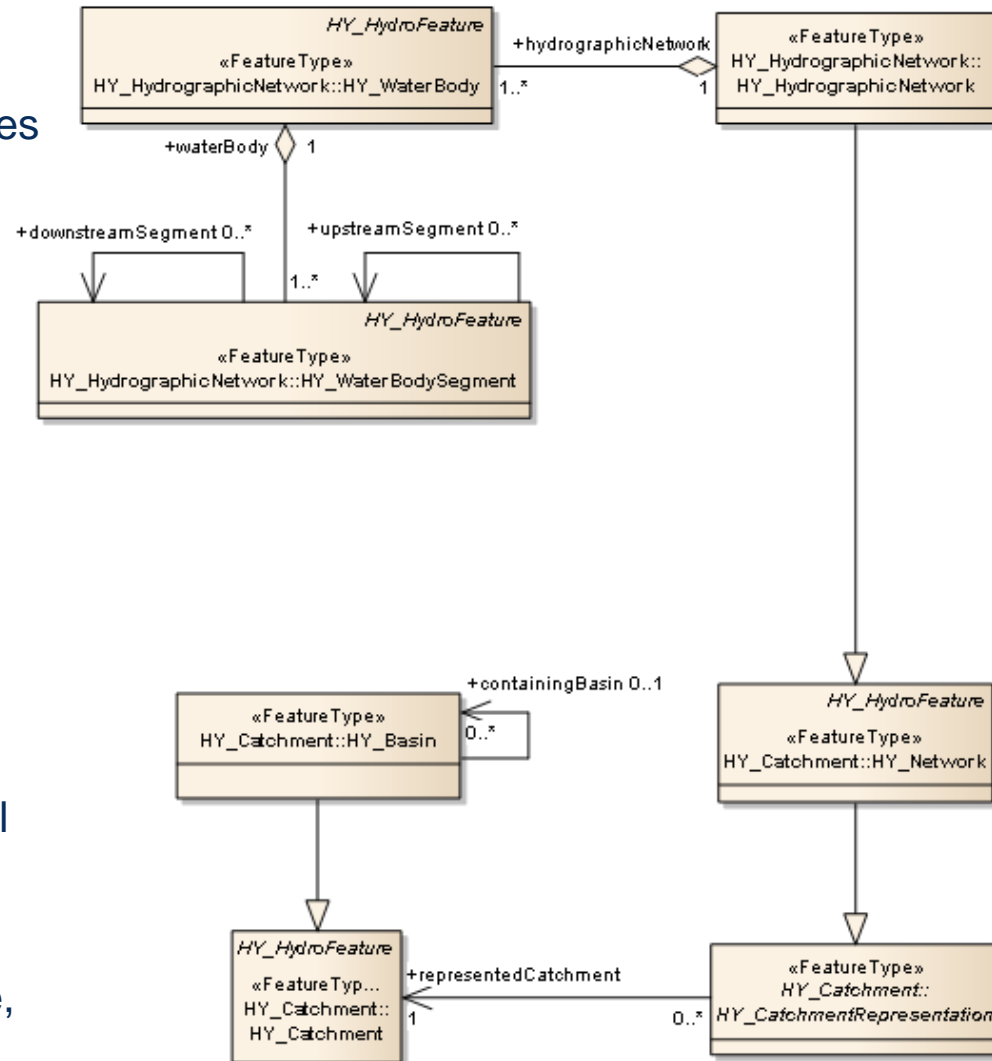 HY_HydroFeature
«FeatureType»
HY_HydrographicNetwork::HY_WaterBody
+hydrographicNetwork
1..*
1
«FeatureType»
HY_HydrographicNetwork::
HY_HydrographicNetwork
es
+waterBody
1
+downstreamSegment 0..*
+upstreamSegment 0..*
1..*
HY_HydroFeature
«FeatureType»
HY_HydrographicNetwork::HY_WaterBodySegment
+containingBasin 0..1
«FeatureType»
HY_Catchment::HY_Basin
0..*
HY_HydroFeature
«FeatureType»
HY_Catchment::HY_Network
l
HY_HydroFeature
«FeatureTyp...
HY_Catchment::
HY_Catchment
+representedCatchment
1
0..*
«FeatureType»
HY_Catchment::
HY_CatchmentRepresentation
e,